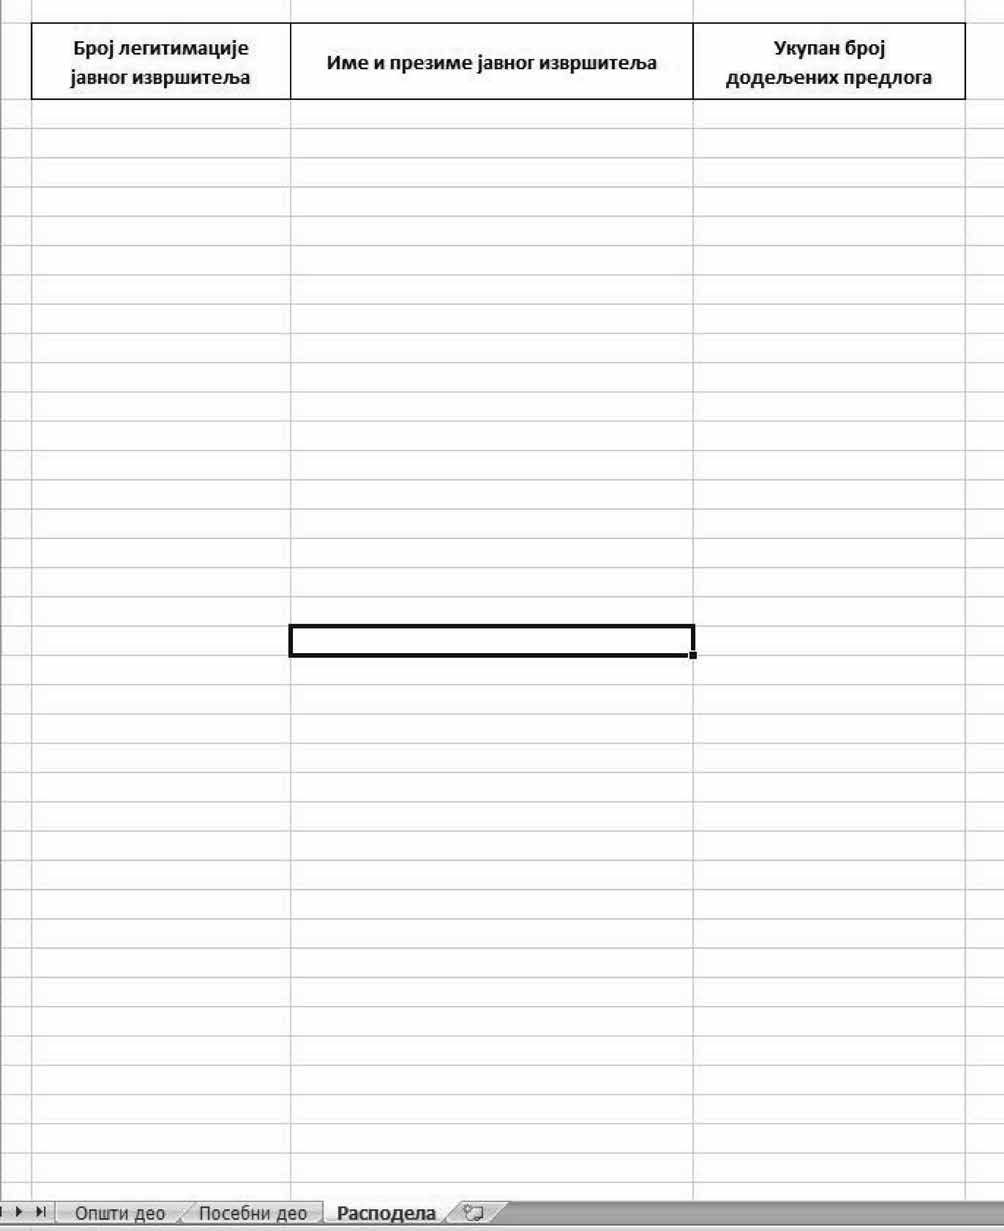 Број легитимације
јавног извршитеља
Име и презиме јавног извршитеља
Укупан број
додељених предлога
Општи део
Посебни део
Расподела